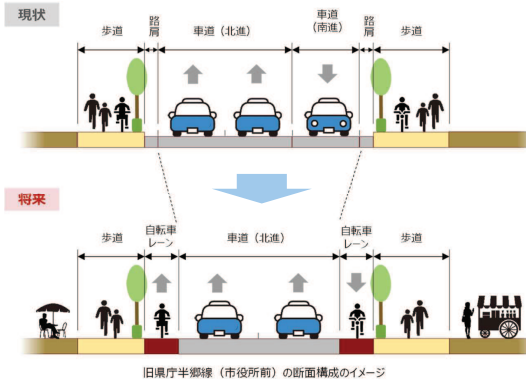 現状
歩道
路肩
車道（北進）
車道
（南進）
路肩
歩道
将来
歩道
自転車
レーン
車道（北進）
自転車
レーン
歩道
旧県庁半郷線（市役所前）の断面構成のイメージ